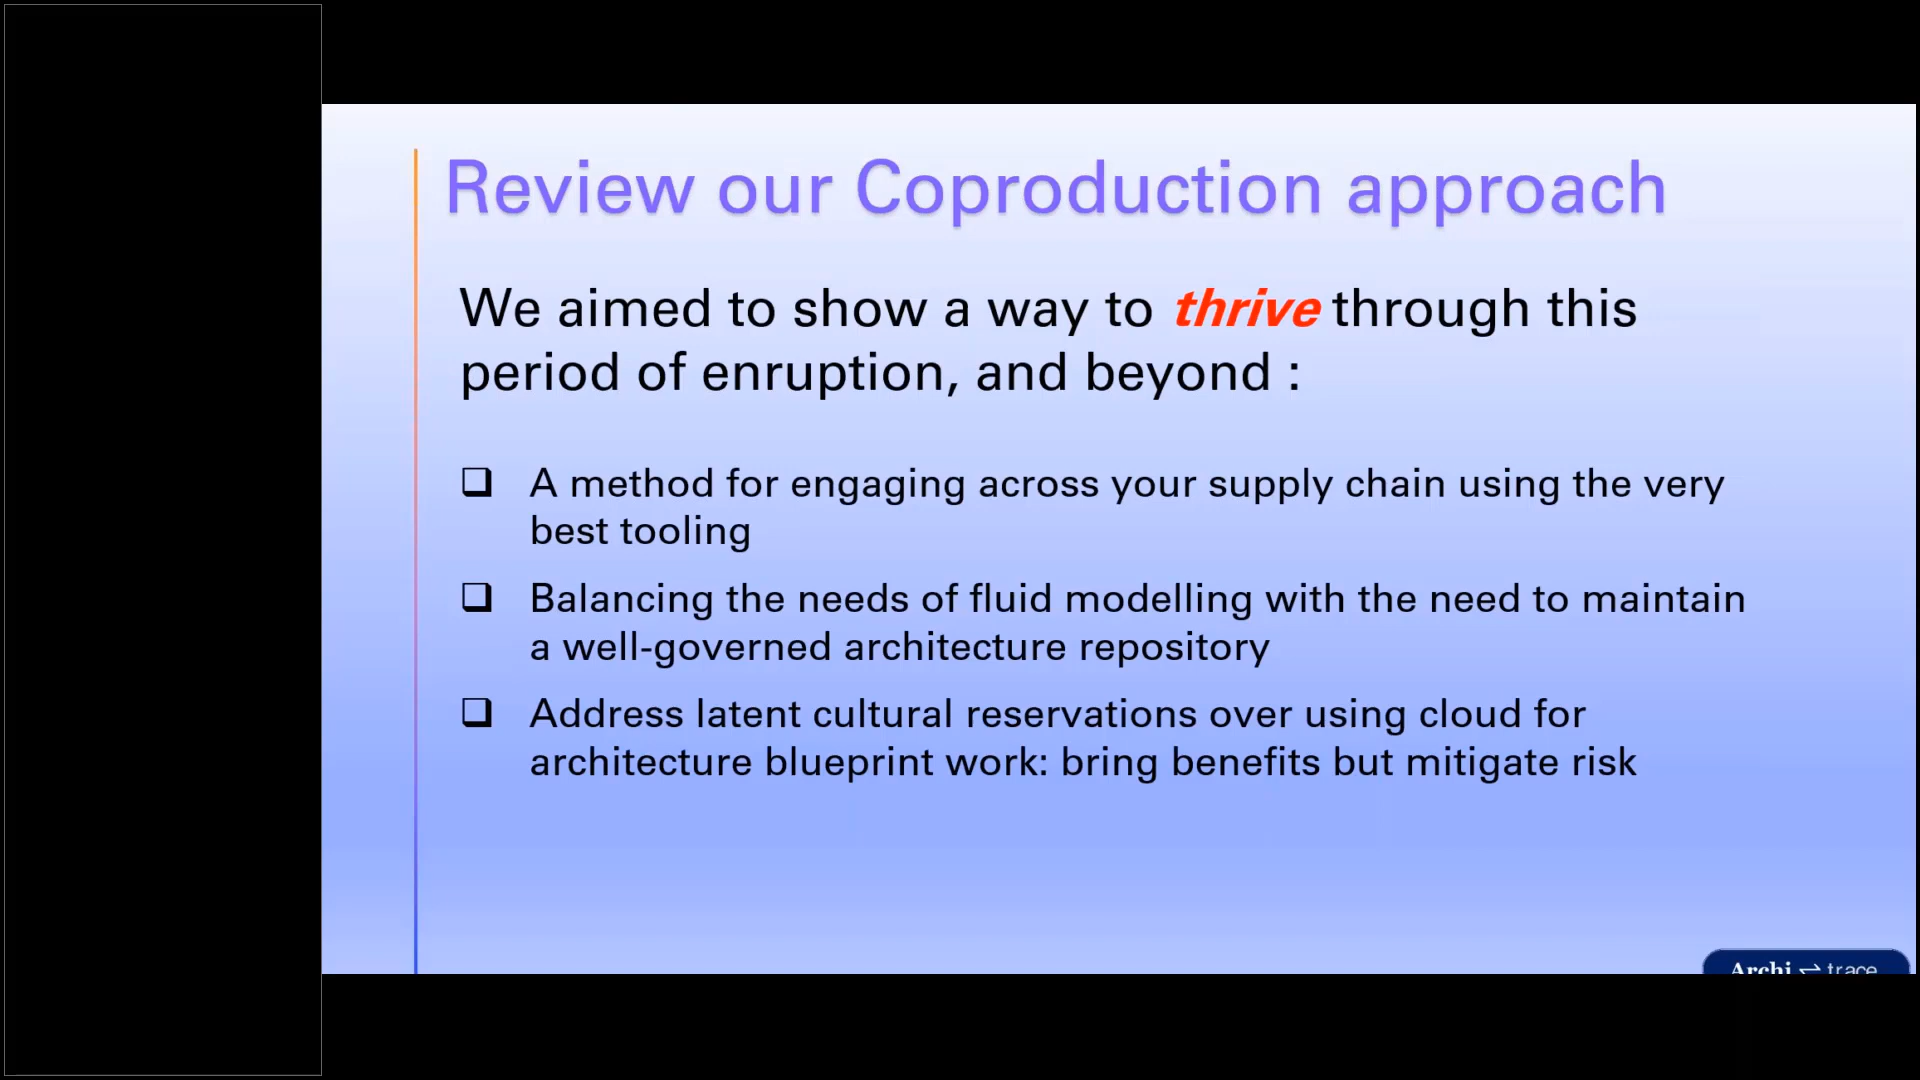 Review our Coproduction approach
We aimed to show a way to thrive through this
period of enruption, and beyond :
❑ A method for engaging across your supply chain using the very
best tooling
❑ Balancing the needs of fluid modelling with the need to maintain
a well-governed architecture repository
❑ Address latent cultural reservations over using cloud for
architecture blueprint work: bring benefits but mitigate risk
Archi ⇌ trace